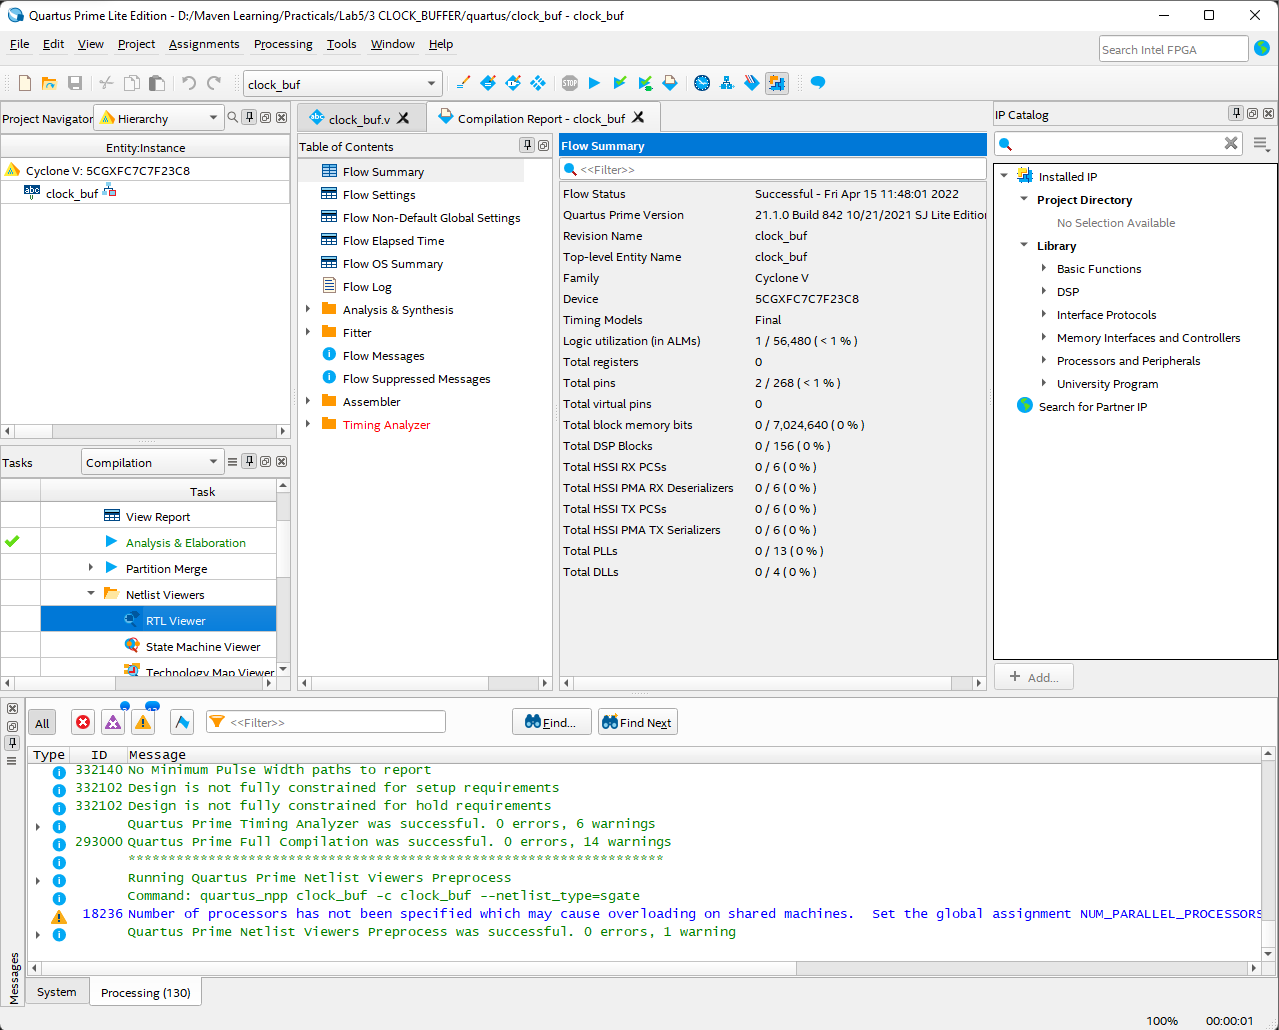 Quartus Prime Lite Edition - D:/Maven Learning/Practicals/Lab5/3 CLOCK_BUFFER/quartus/clock_buf - clock_buf
File Edit View Project Assignments Processing Tools Window Help
Search Intel FPGA
clock_buf
STOP
Project Navigator Hierarchy
Entity:Instance
Cyclone V: 5CGXFC7C7F23C8
abc clock_buf
Tasks Compilation
Task
View Report
Analysis & Elaboration
Partition Merge
Netlist Viewers
RTL Viewer
State Machine Viewer
Technology Map Viewer
abc clock_buf.v
Compilation Report - clock_buf
Table of Contents
Flow Summary
Flow Settings
Flow Non-Default Global Settings
Flow Elapsed Time
Flow OS Summary
Flow Log
Analysis & Synthesis
Fitter
Flow Messages
Flow Suppressed Messages
Assembler
Timing Analyzer
Flow Summary
<<Filter>>
Flow Status Successful - Fri Apr 15 11:48:01 2022
Quartus Prime Version 21.1.0 Build 842 10/21/2021 SJ Lite Edition
Revision Name clock_buf
Top-level Entity Name clock_buf
Family Cyclone V
Device 5CGXFC7C7F23C8
Timing Models Final
Logic utilization (in ALMs) 1 / 56,480 ( < 1 % )
Total registers 0
Total pins 2 / 268 ( < 1 % )
Total virtual pins 0
Total block memory bits 0 / 7,024,640 ( 0 % )
Total DSP Blocks 0 / 156 ( 0 % )
Total HSSI RX PCSs 0 / 6 ( 0 % )
Total HSSI PMA RX Deserializers 0 / 6 ( 0 % )
Total HSSI TX PCSs 0 / 6 ( 0 % )
Total HSSI PMA TX Serializers 0 / 6 ( 0 % )
Total PLLs 0 / 13 ( 0 % )
Total DLLs 0 / 4 ( 0 % )
IP Catalog
Installed IP
Project Directory
No Selection Available
Library
Basic Functions
DSP
Interface Protocols
Memory Interfaces and Controllers
Processors and Peripherals
University Program
Search for Partner IP
+ Add...
All <<Filter>> Find... Find Next
Type ID Message
332140 No Minimum Pulse Width paths to report
332102 Design is not fully constrained for setup requirements
332102 Design is not fully constrained for hold requirements
Quartus Prime Timing Analyzer was successful. 0 errors, 6 warnings
293000 Quartus Prime Full Compilation was successful. 0 errors, 14 warnings
*******************************************************************
Running Quartus Prime Netlist Viewers Preprocess
Command: quartus_npp clock_buf -c clock_buf --netlist_type=sgate
18236 Number of processors has not been specified which may cause overloading on shared machines.  Set the global assignment NUM_PARALLEL_PROCESSORS
Quartus Prime Netlist Viewers Preprocess was successful. 0 errors, 1 warning
Messages
System Processing (130)
100% 00:00:01